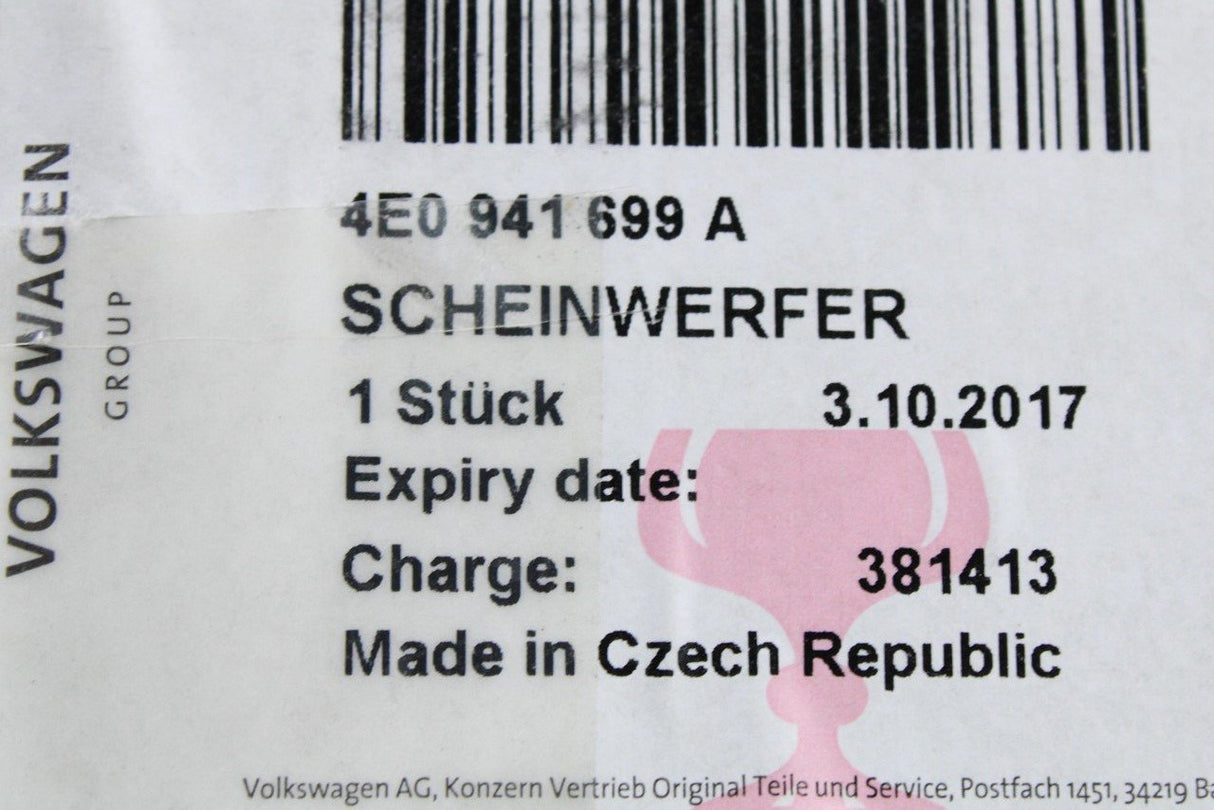 VOLKSWAGEN
GROUP
4E0 941 699 A
SCHEINWERFER
1 Stück 3.10.2017
Expiry date:
Charge: 381413
Made in Czech Republic
Volkswagen AG, Konzern Vertrieb Original Teile und Service, Postfach 1451, 34219